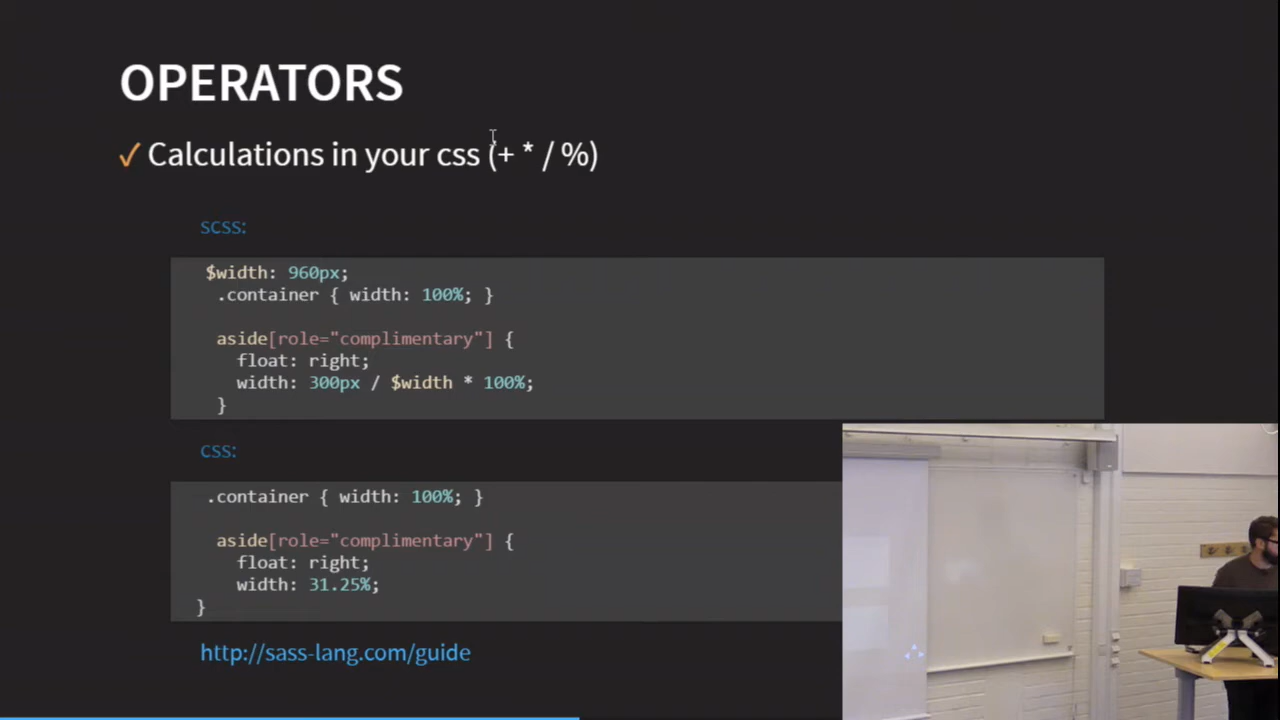 OPERATORS
✓ Calculations in your css (+ * / %)
scss:
$width: 960px;
.container { width: 100%; }
aside[role="complimentary"] {
float: right;
width: 300px / $width * 100%;
}
css:
.container { width: 100%; }
aside[role="complimentary"] {
float: right;
width: 31.25%;
}
http://sass-lang.com/guide